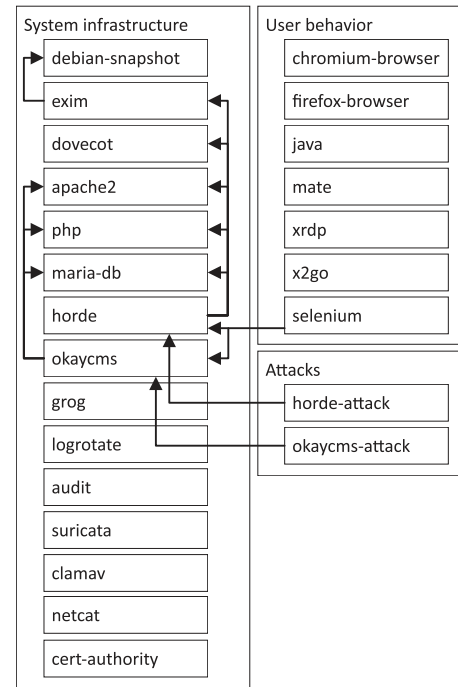 System infrastructure
debian-snapshot
exim
dovecot
apache2
php
maria-db
horde
okaycms
grog
logrotate
audit
suricata
clamav
netcat
cert-authority
User behavior
chromium-browser
firefox-browser
java
mate
xrdp
x2go
selenium
Attacks
horde-attack
okaycms-attack